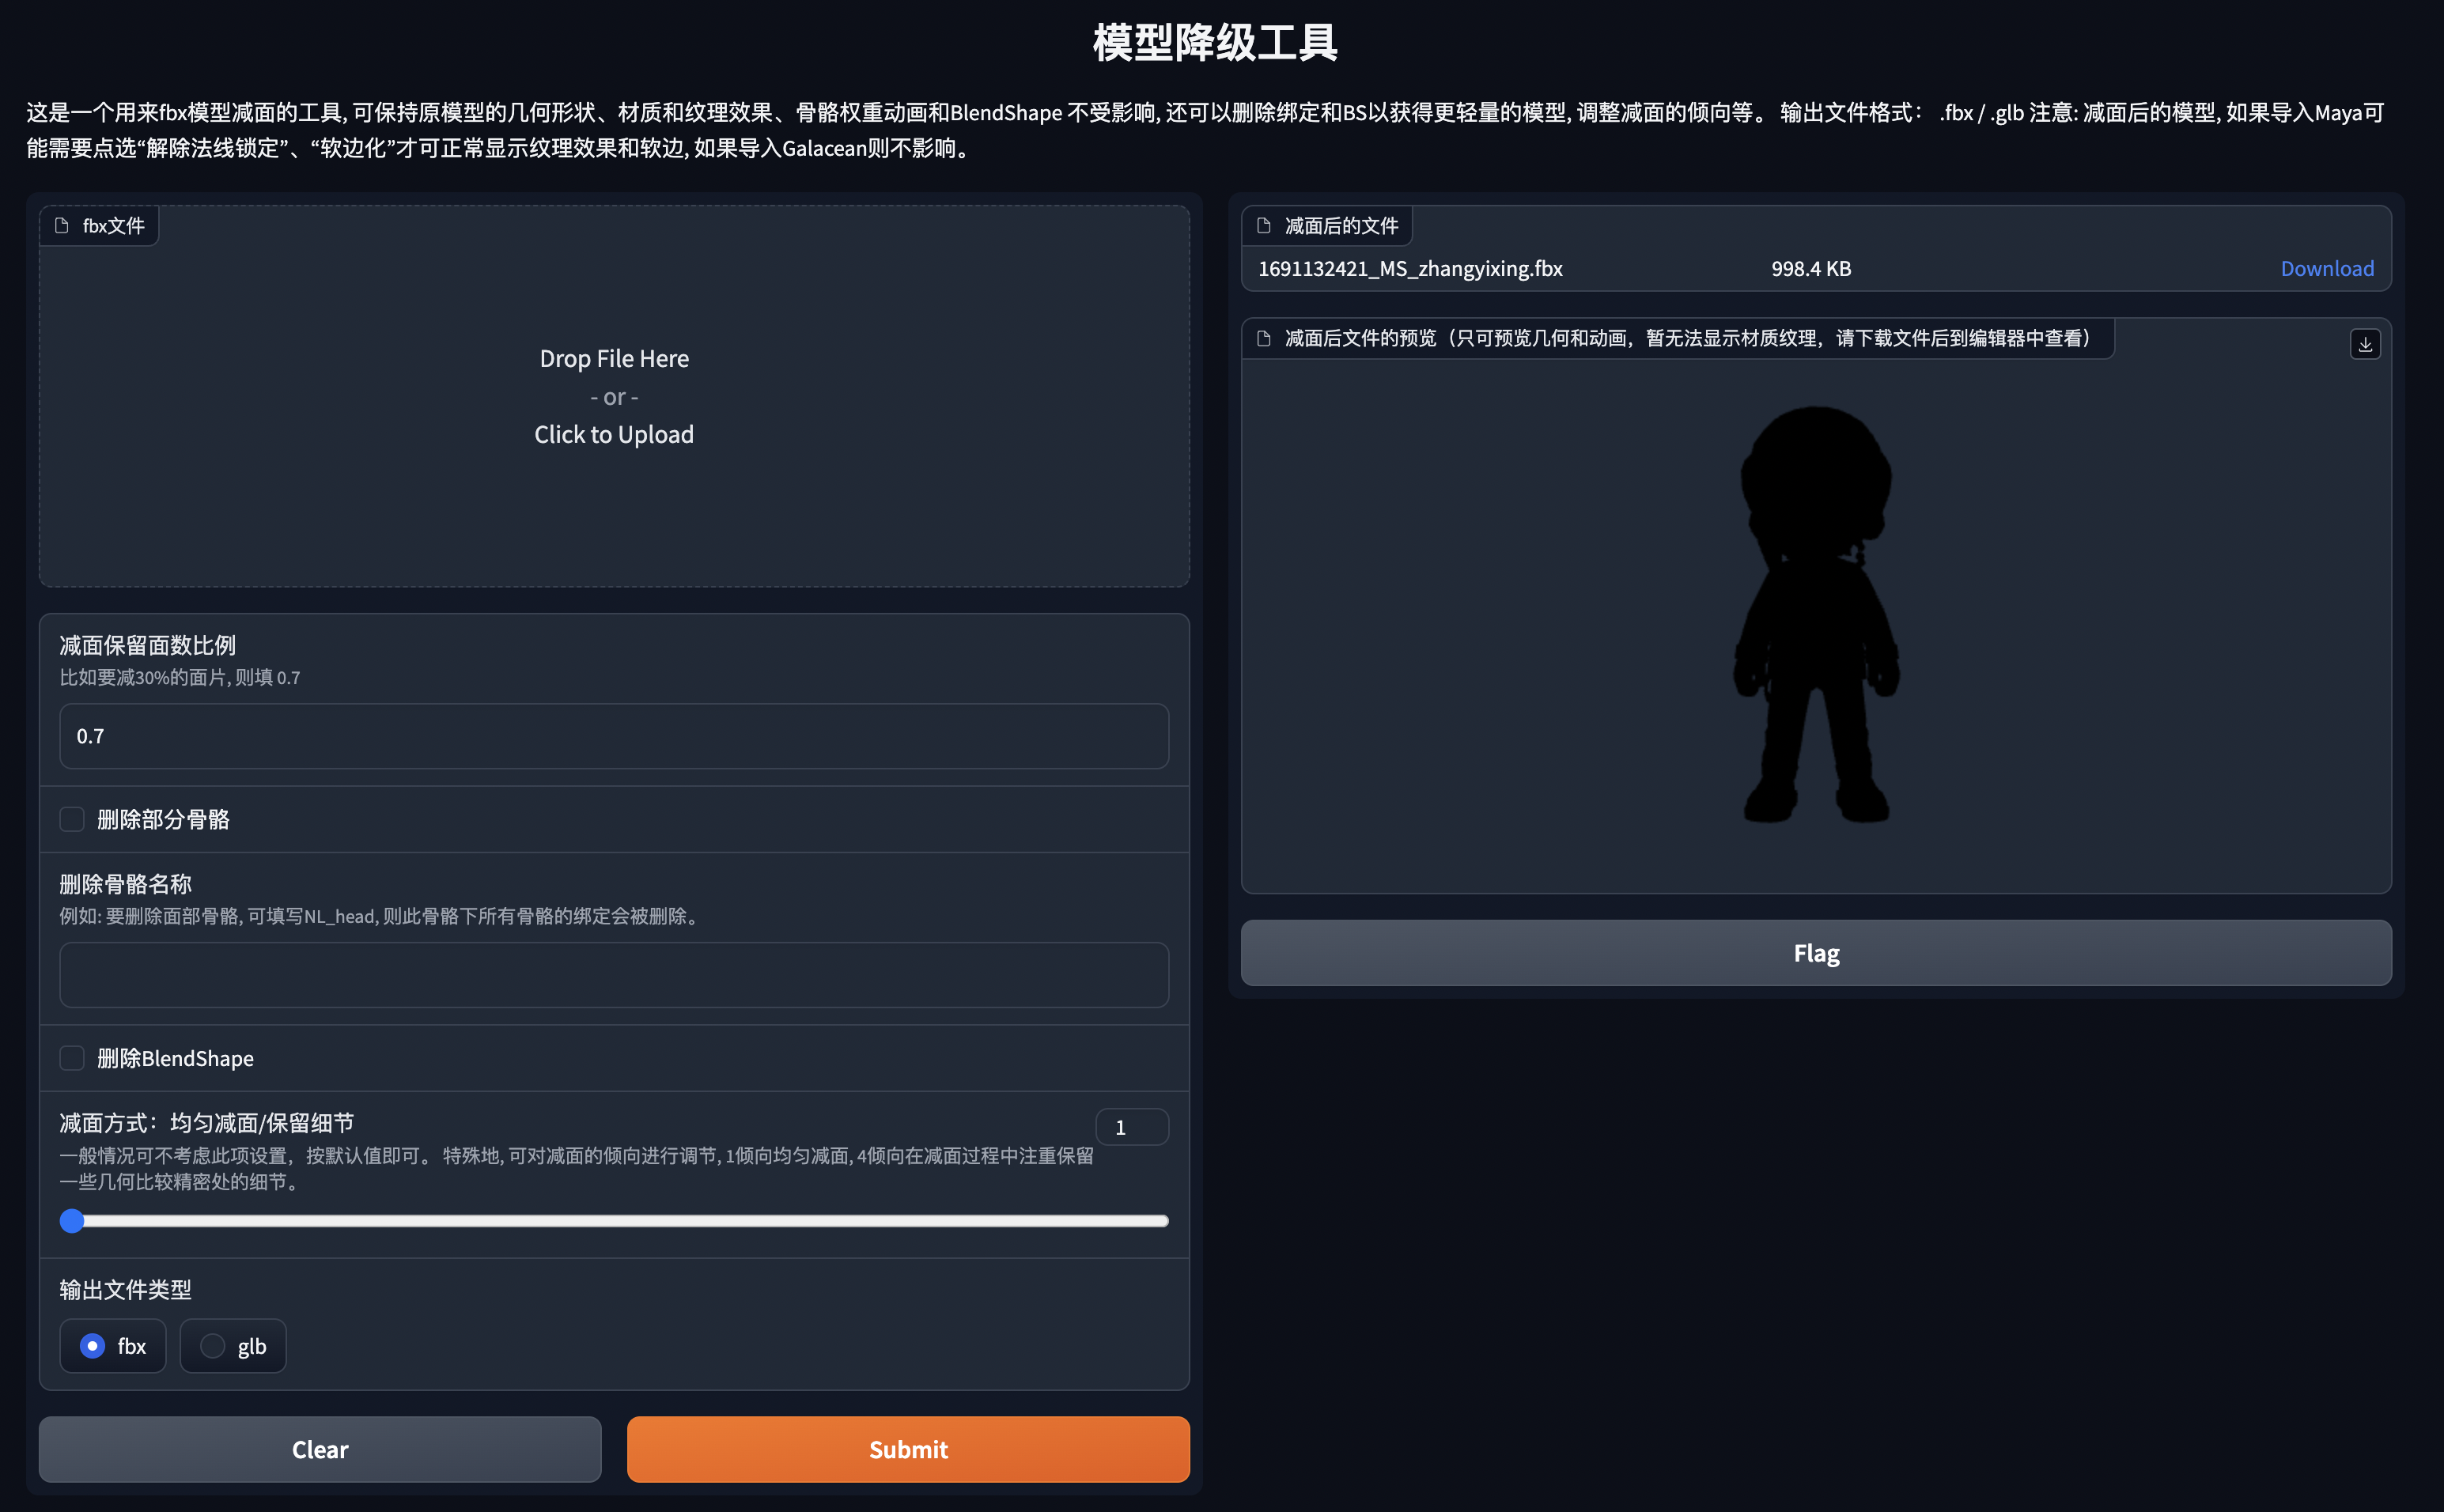 模型降级工具
这是一个用来fbx模型减面的工具, 可保持原模型的几何形状、材质和纹理效果、骨骼权重动画和BlendShape 不受影响, 还可以删除绑定和BS以获得更轻量的模型, 调整减面的倾向等。 输出文件格式： .fbx / .glb 注意: 减面后的模型, 如果导入Maya可
能需要点选“解除法线锁定”、“软边化”才可正常显示纹理效果和软边, 如果导入Galacean则不影响。
fbx文件
Drop File Here
- or -
Click to Upload
减面保留面数比例
比如要减30%的面片, 则填 0.7
0.7
删除部分骨骼
删除骨骼名称
例如: 要删除面部骨骼, 可填写NL_head, 则此骨骼下所有骨骼的绑定会被删除。
删除BlendShape
减面方式：均匀减面/保留细节
1
一般情况可不考虑此项设置，按默认值即可。 特殊地, 可对减面的倾向进行调节, 1倾向均匀减面, 4倾向在减面过程中注重保留
一些几何比较精密处的细节。
输出文件类型
fbx
glb
Clear
Submit
减面后的文件
1691132421_MS_zhangyixing.fbx 998.4 KB Download
减面后文件的预览（只可预览几何和动画，暂无法显示材质纹理，请下载文件后到编辑器中查看）
Flag